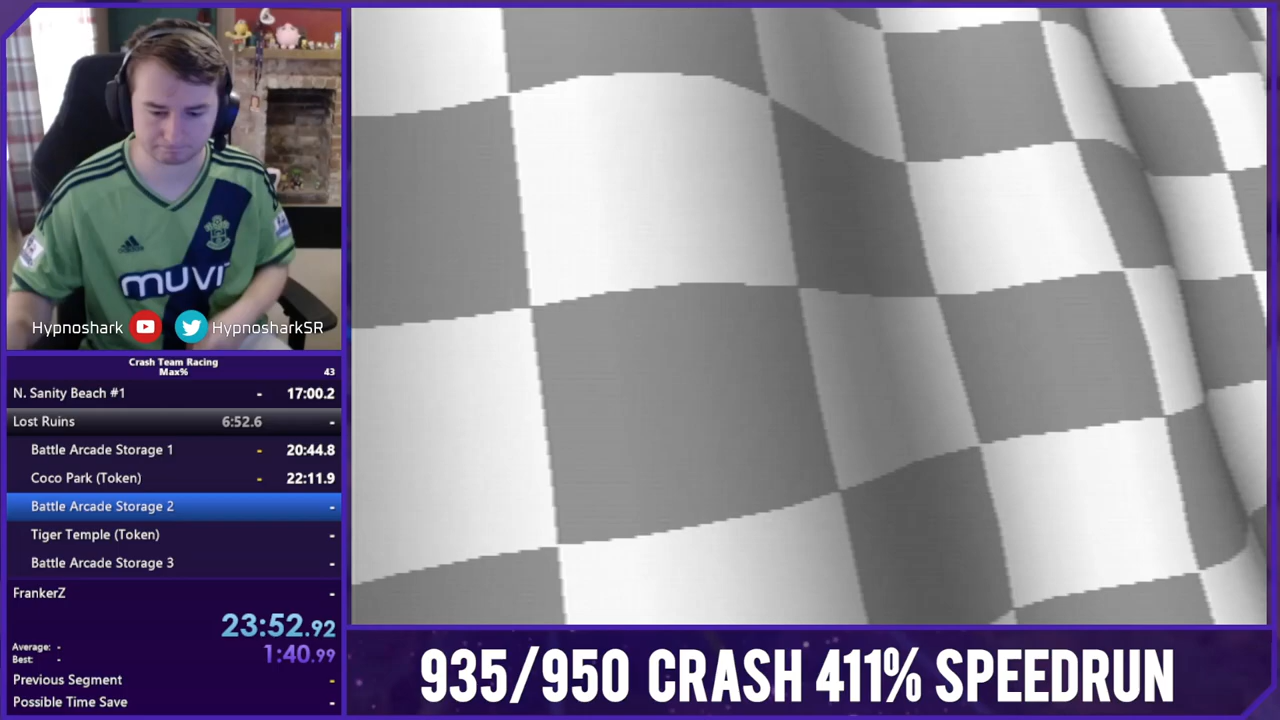 adidas
muvi
Hypnoshark
HypnosharkSR
Crash Team Racing
Max%
43
N. Sanity Beach #1 - 17:00.2
Lost Ruins 6:52.6 -
Battle Arcade Storage 1 - 20:44.8
Coco Park (Token) - 22:11.9
Battle Arcade Storage 2 -
Tiger Temple (Token) -
Battle Arcade Storage 3 -
FrankerZ -
23:52.92
Average: -
Best: -
1:40.99
Previous Segment -
Possible Time Save -
935/950 CRASH 411% SPEEDRUN